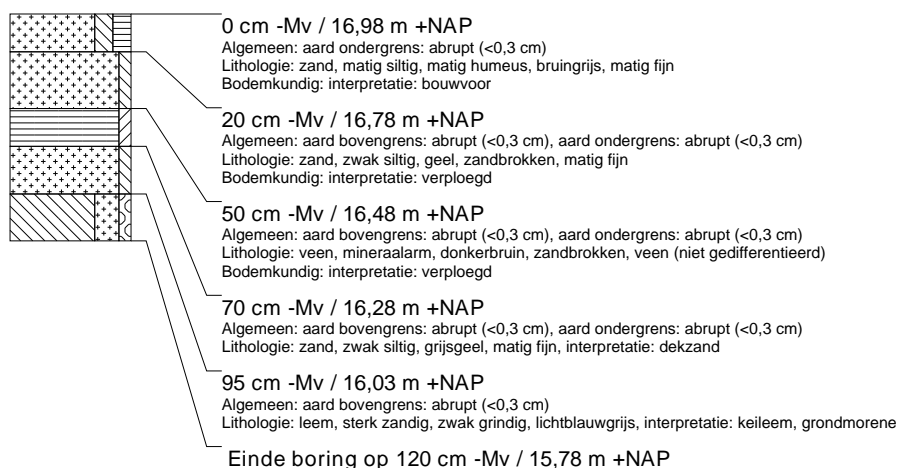 0 cm -Mv / 16,98 m +NAP
Algemeen: aard ondergrens: abrupt (<0,3 cm)
Lithologie: zand, matig siltig, matig humeus, bruingrijs, matig fijn
Bodemkundig: interpretatie: bouwvoor
20 cm -Mv / 16,78 m +NAP
Algemeen: aard bovengrens: abrupt (<0,3 cm), aard ondergrens: abrupt (<0,3 cm)
Lithologie: zand, zwak siltig, geel, zandbrokken, matig fijn
Bodemkundig: interpretatie: verploegd
50 cm -Mv / 16,48 m +NAP
Algemeen: aard bovengrens: abrupt (<0,3 cm), aard ondergrens: abrupt (<0,3 cm)
Lithologie: veen, mineraalarm, donkerbruin, zandbrokken, veen (niet gedifferentieerd)
Bodemkundig: interpretatie: verploegd
70 cm -Mv / 16,28 m +NAP
Algemeen: aard bovengrens: abrupt (<0,3 cm), aard ondergrens: abrupt (<0,3 cm)
Lithologie: zand, zwak siltig, grijsgeel, matig fijn, interpretatie: dekzand
95 cm -Mv / 16,03 m +NAP
Algemeen: aard bovengrens: abrupt (<0,3 cm)
Lithologie: leem, sterk zandig, zwak grindig, lichtblauwgrijs, interpretatie: keileem, grondmorene
Einde boring op 120 cm -Mv / 15,78 m +NAP